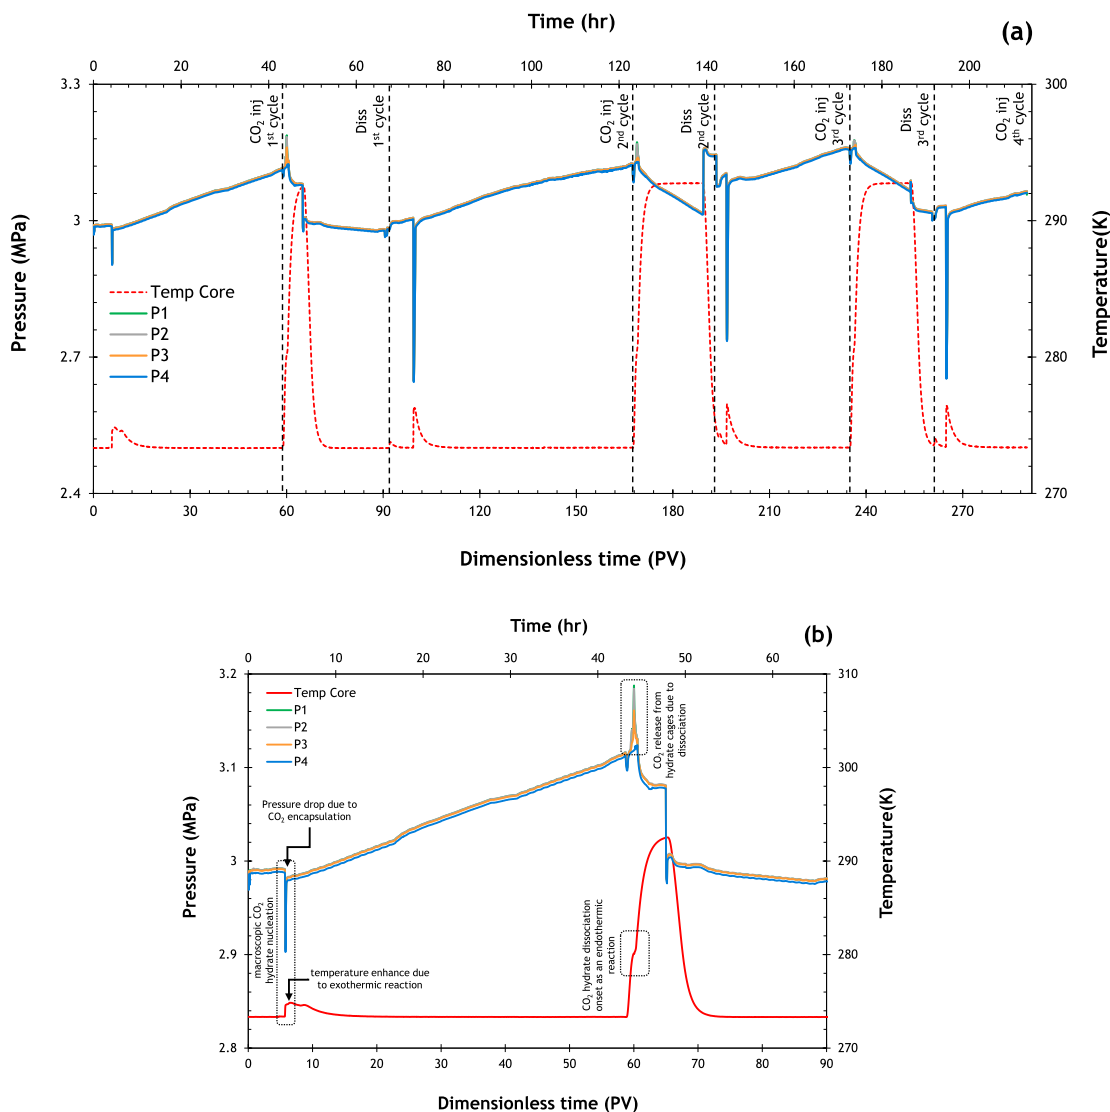 Time (hr)
(a)
0 20 40 60 80 100 120 140 160 180 200
3.3
3
2.7
2.4
Pressure (MPa)
CO2 inj
1st cycle
Diss
1st cycle
CO2 inj
2nd cycle
Diss
2nd cycle
CO2 inj
3rd cycle
Diss
3rd cycle
CO2 inj
4th cycle
Temp Core
P1
P2
P3
P4
300
290
280
270
Temperature(K)
0 30 60 90 120 150 180 210 240 270
Dimensionless time (PV)
Time (hr)
(b)
0 10 20 30 40 50 60
3.2
3.1
3
2.9
2.8
Pressure (MPa)
Temp Core
P1
P2
P3
P4
CO2 release from
hydrate cages due to
dissociation
Pressure drop due to
CO2 encapsulation
macroscopic CO2
hydrate nucleation
temperature enhance due
to exothermic reaction
CO2 hydrate dissociation
onset as an endothermic
reaction
310
300
290
280
270
Temperature(K)
0 10 20 30 40 50 60 70 80 90
Dimensionless time (PV)